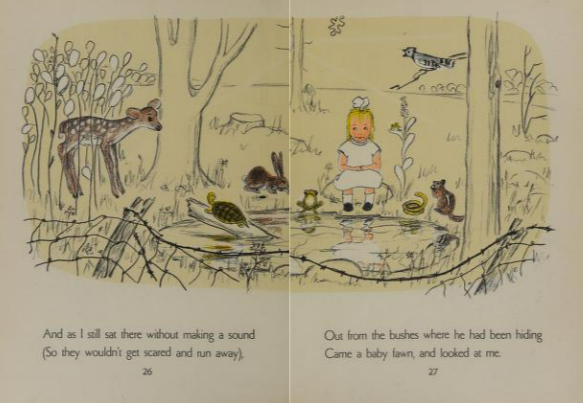 And as I still sat there without making a sound
(So they wouldn't get scared and run away),
26
Out from the bushes where he had been hiding
Came a baby fawn, and looked at me.
27